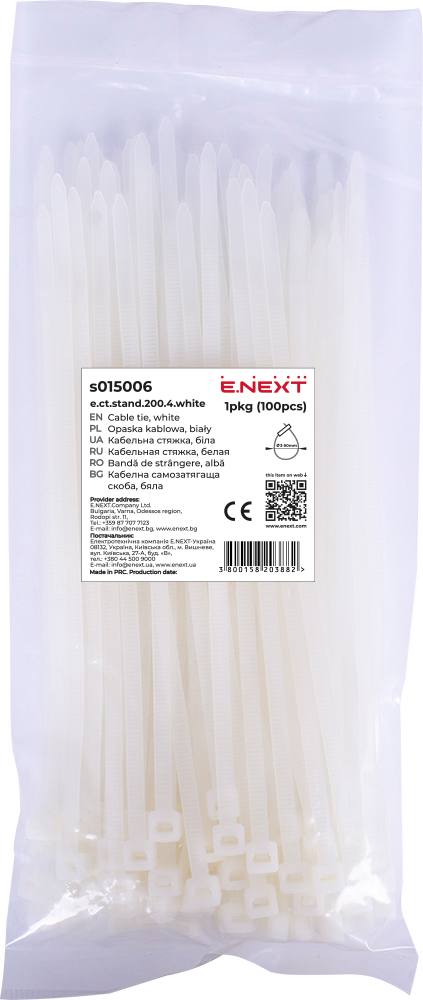 s015006
E.NEXT
e.ct.stand.200.4.white
1pkg (100pcs)
EN Cable tie, white
PL Opaska kablowa, biały
UA Кабельна стяжка, біла
RU Кабельная стяжка, белая
RO Bandă de strângere, albă
BG Кабелна самозатягаща
скоба, бяла
Ø3-50mm
this item on web
Provider address:
E.NEXT.Company Ltd.
Bulgaria, Varna, Odessos region,
Rodopi str. 11,
Tel.: +359 87 707 7123
E-mail: info@enext.bg, www.enext.bg
CE
www.enext.com
Постачальник:
Електротехнічна компанія E.NEXT-Україна
08132, Україна, Київська обл., м. Вишневе,
вул. Київська, 27-А, буд. «В»,
тел.: +380 44 500 9000
E-mail: info@enext.ua, www.enext.ua
Made in PRC. Production date:
3 800158 203882 >